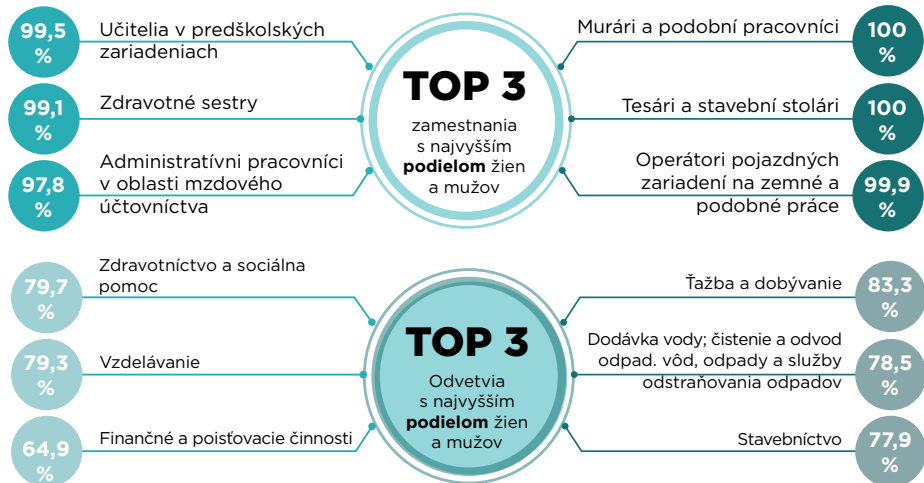 99,5
%
Učitelia v predškolských
zariadeniach
99,1
%
Zdravotné sestry
97,8
%
Administratívni pracovníci
v oblasti mzdového
účtovníctva
TOP 3
zamestnania
s najvyšším
podielom žien
a mužov
Murári a podobní pracovníci
100
%
Tesári a stavební stolári
100
%
Operátori pojazdných
zariadení na zemné a
podobné práce
99,9
%
79,7
%
Zdravotníctvo a sociálna
pomoc
79,3
%
Vzdelávanie
64,9
%
Finančné a poisťovacie činnosti
TOP 3
Odvetvia
s najvyšším
podielom žien
a mužov
Ťažba a dobývanie
83,3
%
Dodávka vody; čistenie a odvod
odpad. vôd, odpady a služby
odstraňovania odpadov
78,5
%
Stavebníctvo
77,9
%